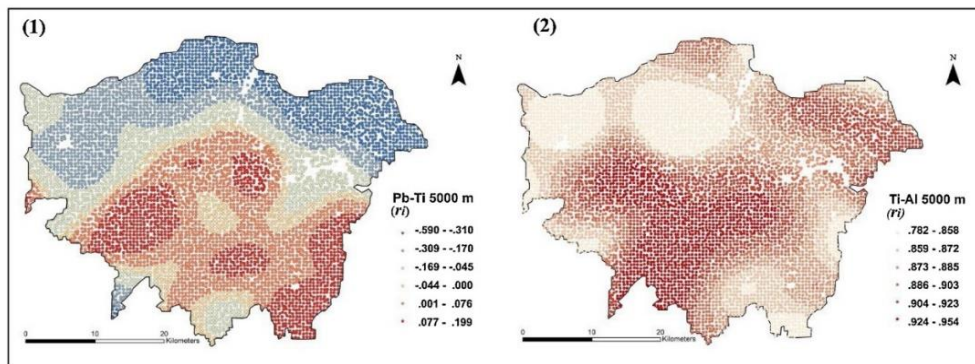 (1)
N
Pb-Ti 5000 m
(ri)
-.590 - -.310
-.309 - -.170
-.169 - -.045
-.044 - .000
.001 - .076
.077 - .199
0 10 20
Kilometers
(2)
N
Ti-Al 5000 m
(ri)
.782 - .858
.859 - .872
.873 - .885
.886 - .903
.904 - .923
.924 - .954
0 10 20
Kilometers